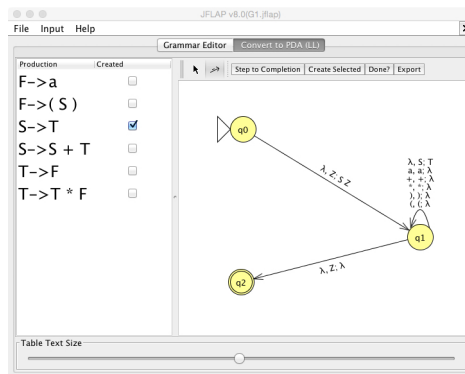 JFLAP v8.0(G1.jflap)
File Input Help
Grammar Editor Convert to PDA (LL)
Production Created
F->a
F->( S )
S->T
S->S + T
T->F
T->T * F
Step to Completion Create Selected Done? Export
q0
λ, Z; S Z
λ, S; T
a, a; λ
+, +; λ
*, *; λ
), ); λ
(, (; λ
q1
λ, Z; λ
q2
Table Text Size